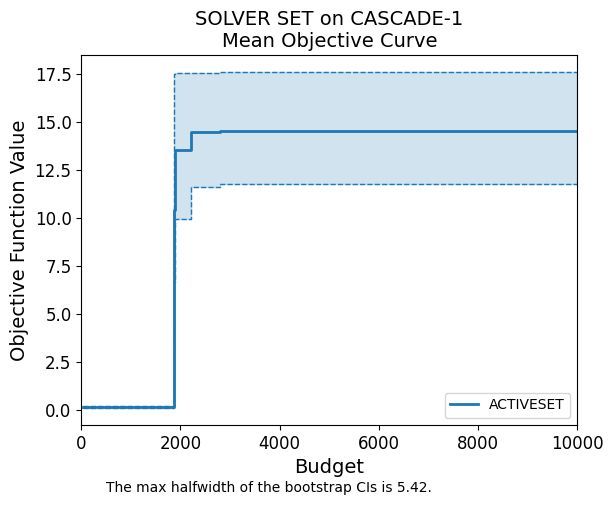 SOLVER SET on CASCADE-1
Mean Objective Curve
Objective Function Value
17.5
15.0
12.5
10.0
7.5
5.0
2.5
0.0
ACTIVESET
0 2000 4000 6000 8000 10000
Budget
The max halfwidth of the bootstrap CIs is 5.42.